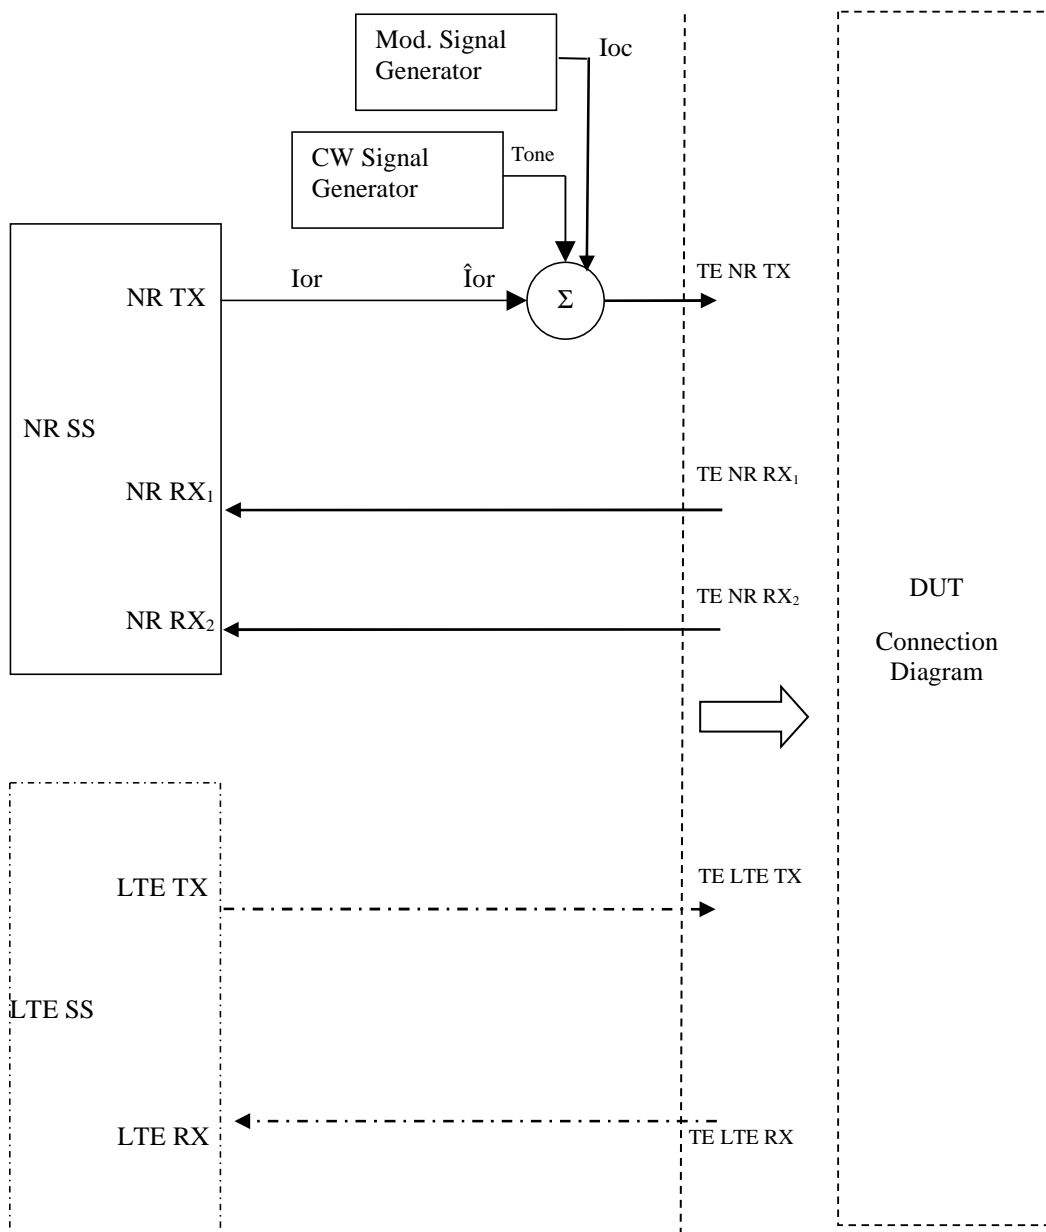 Mod. Signal
Generator
Ioc
CW Signal
Generator
Tone
NR TX
Ior
Îor
Σ
TE NR TX
NR SS
NR RX₁
TE NR RX₁
NR RX₂
TE NR RX₂
DUT
Connection
Diagram
LTE TX
TE LTE TX
LTE SS
LTE RX
TE LTE RX